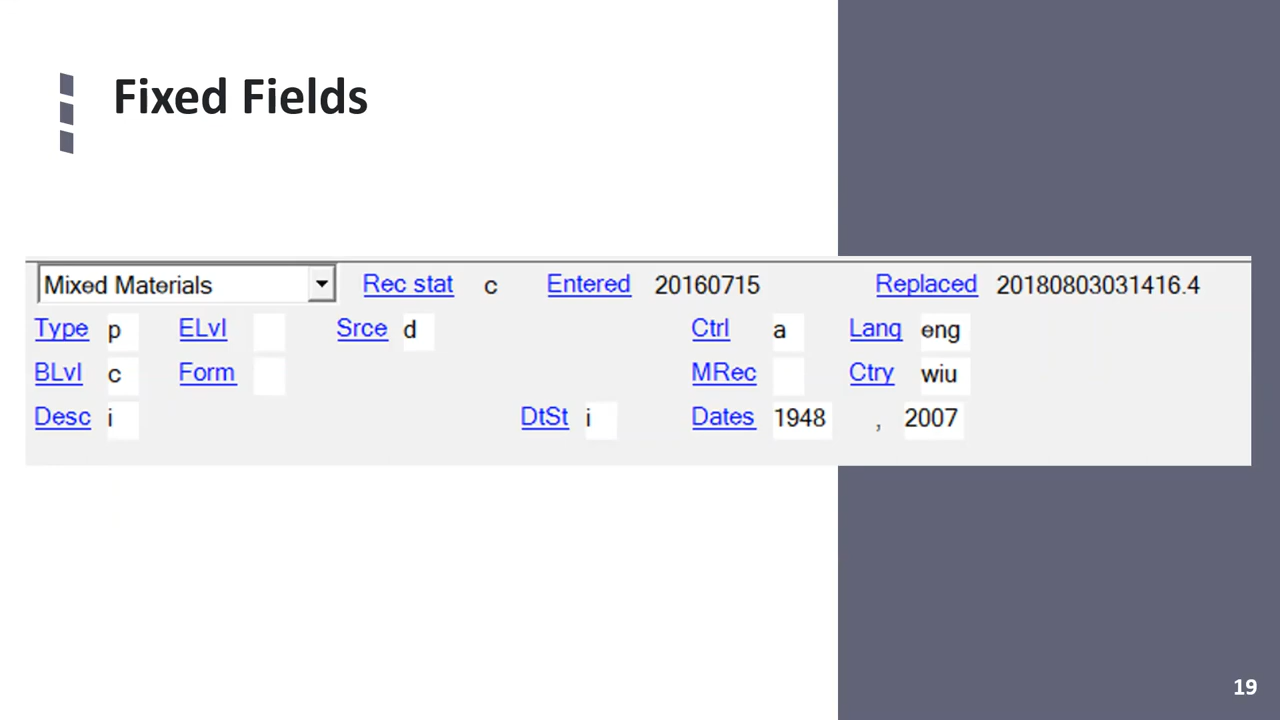 Fixed Fields
Mixed Materials Rec stat c Entered 20160715 Replaced 20180803031416.4
Type p ELvl Srce d Ctrl a Lang eng
BLvl c Form MRec Ctry wiu
Desc i DtSt i Dates 1948 , 2007
19